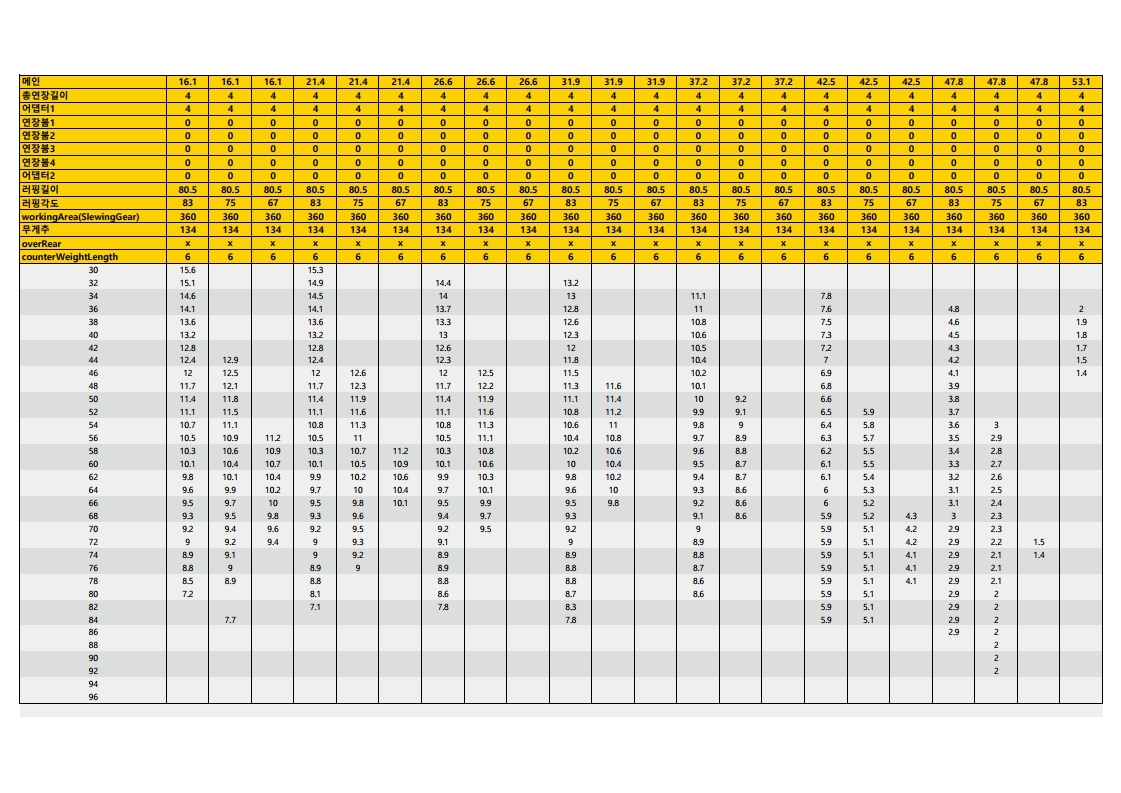 메인 16.1 16.1 16.1 21.4 21.4 21.4 26.6 26.6 26.6 31.9 31.9 31.9 37.2 37.2 37.2 42.5 42.5 42.5 47.8 47.8 47.8 53.1
총연장길이 4 4 4 4 4 4 4 4 4 4 4 4 4 4 4 4 4 4 4 4 4 4
어댑터1 4 4 4 4 4 4 4 4 4 4 4 4 4 4 4 4 4 4 4 4 4 4
연장붐1 0 0 0 0 0 0 0 0 0 0 0 0 0 0 0 0 0 0 0 0 0 0
연장붐2 0 0 0 0 0 0 0 0 0 0 0 0 0 0 0 0 0 0 0 0 0 0
연장붐3 0 0 0 0 0 0 0 0 0 0 0 0 0 0 0 0 0 0 0 0 0 0
연장붐4 0 0 0 0 0 0 0 0 0 0 0 0 0 0 0 0 0 0 0 0 0 0
어댑터2 0 0 0 0 0 0 0 0 0 0 0 0 0 0 0 0 0 0 0 0 0 0
러핑길이 80.5 80.5 80.5 80.5 80.5 80.5 80.5 80.5 80.5 80.5 80.5 80.5 80.5 80.5 80.5 80.5 80.5 80.5 80.5 80.5 80.5 80.5
러핑각도 83 75 67 83 75 67 83 75 67 83 75 67 83 75 67 83 75 67 83 75 67 83
workingArea(SlewingGear) 360 360 360 360 360 360 360 360 360 360 360 360 360 360 360 360 360 360 360 360 360 360
무게추 134 134 134 134 134 134 134 134 134 134 134 134 134 134 134 134 134 134 134 134 134 134
overRear x x x x x x x x x x x x x x x x x x x x x x
counterWeightLength 6 6 6 6 6 6 6 6 6 6 6 6 6 6 6 6 6 6 6 6 6 6
30 15.6 15.3
32 15.1 14.9 14.4 13.2
34 14.6 14.5 14 13 11.1 7.8
36 14.1 14.1 13.7 12.8 11 7.6 4.8 2
38 13.6 13.6 13.3 12.6 10.8 7.5 4.6 1.9
40 13.2 13.2 13 12.3 10.6 7.3 4.5 1.8
42 12.8 12.8 12.6 12 10.5 7.2 4.3 1.7
44 12.4 12.9 12.4 12.3 11.8 10.4 7 4.2 1.5
46 12 12.5 12 12.6 12 12.5 11.5 10.2 6.9 4.1 1.4
48 11.7 12.1 11.7 12.3 11.7 12.2 11.3 11.6 10.1 6.8 3.9
50 11.4 11.8 11.4 11.9 11.4 11.9 11.1 11.4 10 9.2 6.6 3.8
52 11.1 11.5 11.1 11.6 11.1 11.6 10.8 11.2 9.9 9.1 6.5 5.9 3.7
54 10.7 11.1 10.8 11.3 10.8 11.3 10.6 11 9.8 9 6.4 5.8 3.6 3
56 10.5 10.9 11.2 10.5 11 10.5 11.1 10.4 10.8 9.7 8.9 6.3 5.7 3.5 2.9
58 10.3 10.6 10.9 10.3 10.7 11.2 10.3 10.8 10.2 10.6 9.6 8.8 6.2 5.5 3.4 2.8
60 10.1 10.4 10.7 10.1 10.5 10.9 10.1 10.6 10 10.4 9.5 8.7 6.1 5.5 3.3 2.7
62 9.8 10.1 10.4 9.9 10.2 10.6 9.9 10.3 9.8 10.2 9.4 8.7 6.1 5.4 3.2 2.6
64 9.6 9.9 10.2 9.7 10 10.4 9.7 10.1 9.6 10 9.3 8.6 6 5.3 3.1 2.5
66 9.5 9.7 10 9.5 9.8 10.1 9.5 9.9 9.5 9.8 9.2 8.6 6 5.2 3.1 2.4
68 9.3 9.5 9.8 9.3 9.6 9.4 9.7 9.3 9.1 8.6 5.9 5.2 4.3 3 2.3
70 9.2 9.4 9.6 9.2 9.5 9.2 9.5 9.2 9 5.9 5.1 4.2 2.9 2.3
72 9 9.2 9.4 9 9.3 9.1 9 8.9 5.9 5.1 4.2 2.9 2.2 1.5
74 8.9 9.1 9 9.2 8.9 8.9 8.8 5.9 5.1 4.1 2.9 2.1 1.4
76 8.8 9 8.9 9 8.9 8.8 8.7 5.9 5.1 4.1 2.9 2.1
78 8.5 8.9 8.8 8.8 8.8 8.6 5.9 5.1 4.1 2.9 2.1
80 7.2 8.1 8.6 8.7 8.6 5.9 5.1 2.9 2
82 7.1 7.8 8.3 5.9 5.1 2.9 2
84 7.7 7.8 5.9 5.1 2.9 2
86 2.9 2
88 2
90 2
92 2
94
96